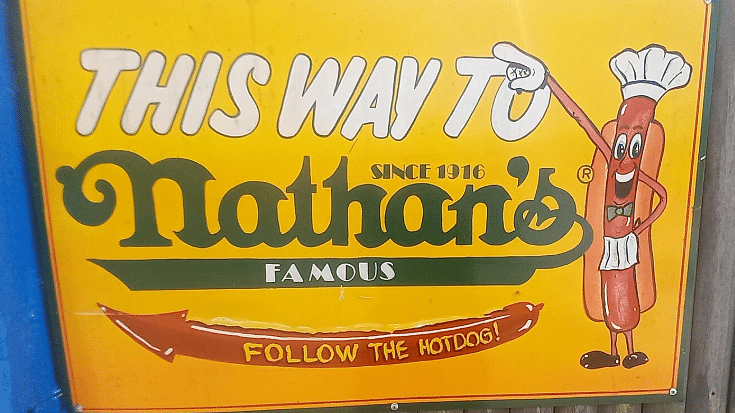 THIS WAY TO
SINCE 1916
Nathan's ®
FAMOUS
FOLLOW THE HOTDOG!